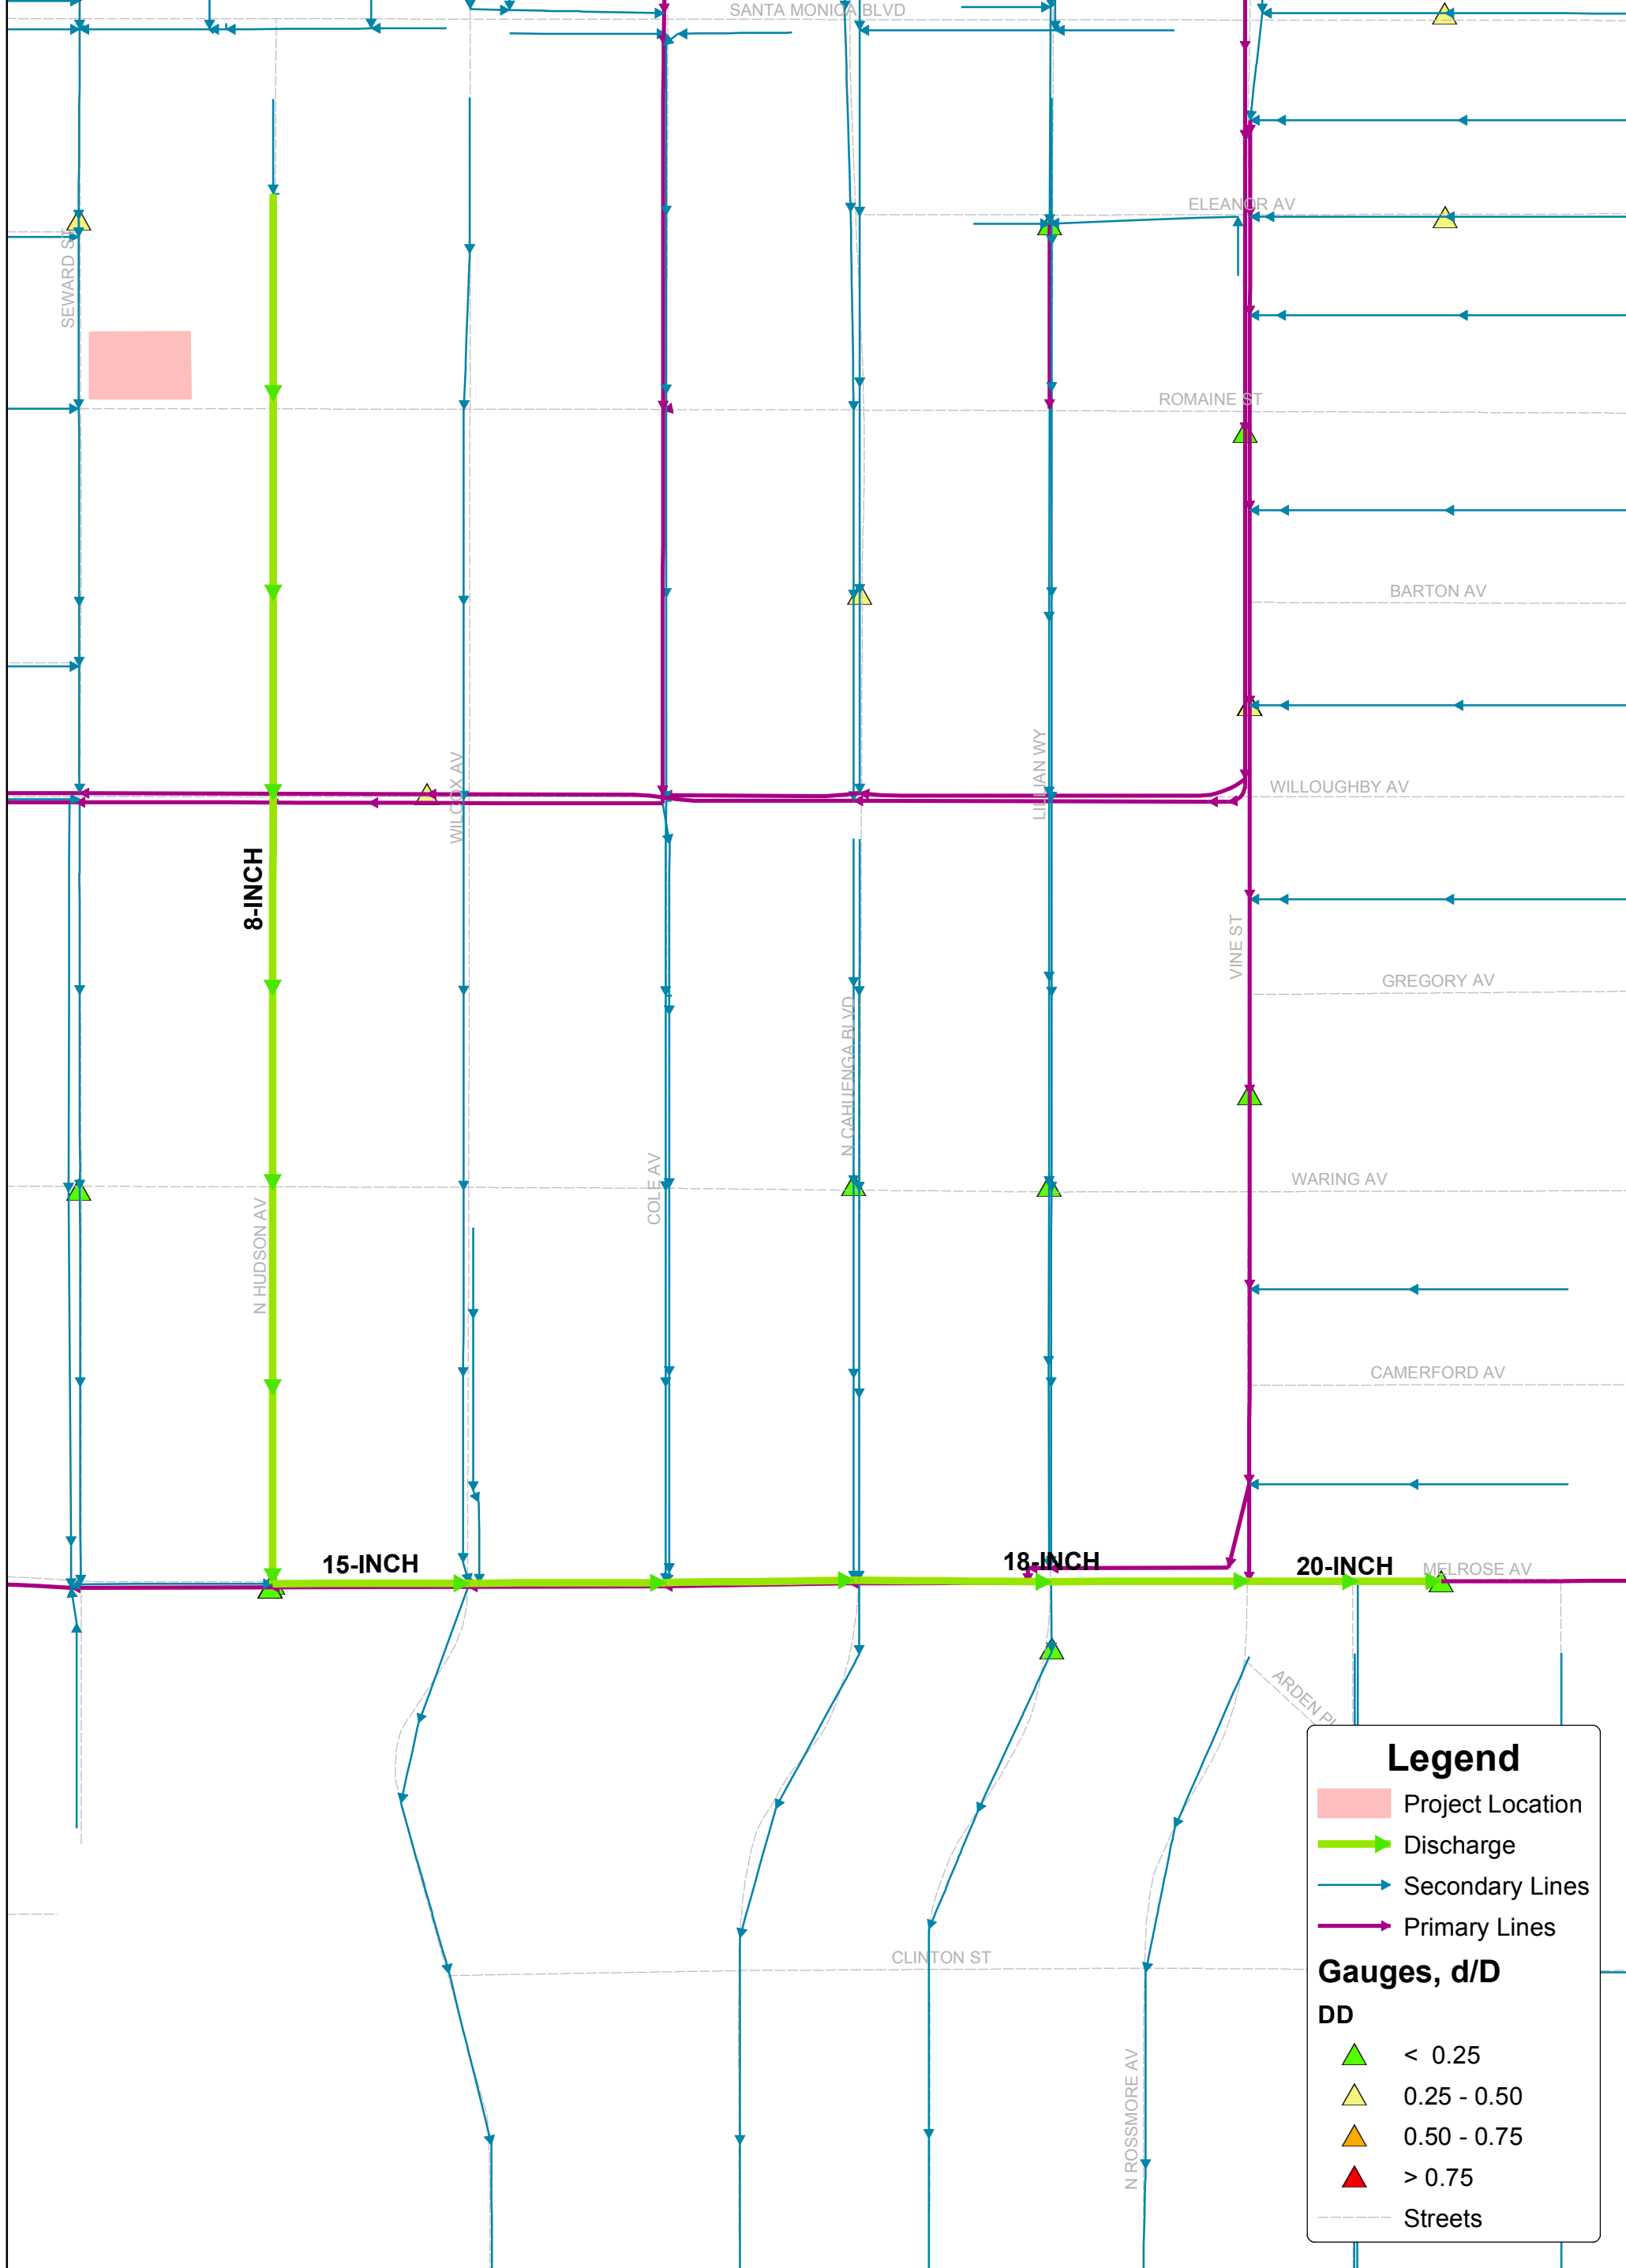 SANTA MONICA BLVD
ELEANOR AV
SEWARD ST
ROMAINE ST
BARTON AV
WILCOX AV
LILLIAN WY
WILLOUGHBY AV
8-INCH
VINE ST
GREGORY AV
N CAHUENGA BLVD
COLE AV
WARING AV
N HUDSON AV
CAMERFORD AV
15-INCH
18-INCH
20-INCH
MELROSE AV
ARDEN PL
CLINTON ST
N ROSSMORE AV
Legend
Project Location
Discharge
Secondary Lines
Primary Lines
Gauges, d/D
DD
< 0.25
0.25 - 0.50
0.50 - 0.75
> 0.75
Streets